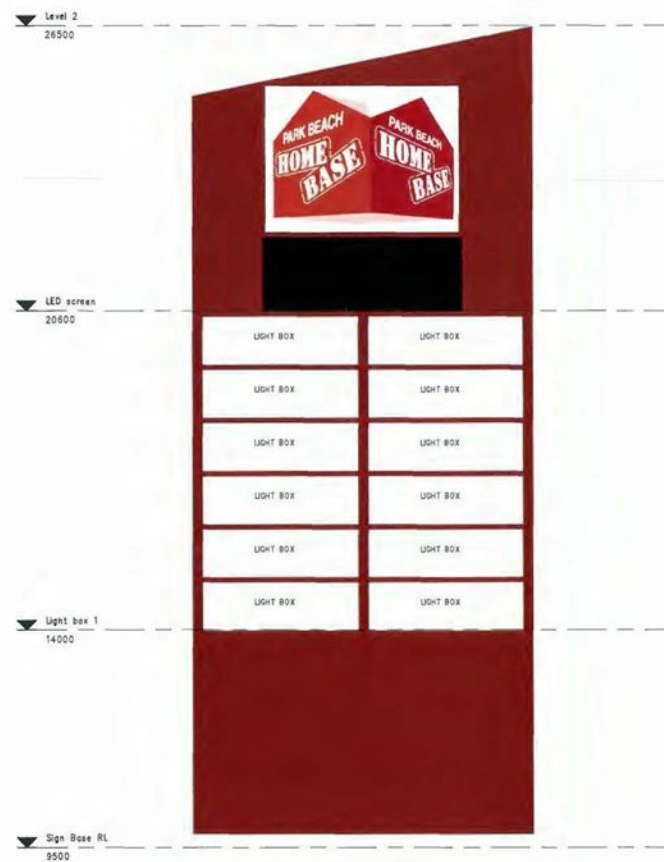 Level 2
26500
PARK BEACH
HOME
BASE
PARK BEACH
HOME
BASE
LED screen
20600
LIGHT BOX LIGHT BOX
LIGHT BOX LIGHT BOX
LIGHT BOX LIGHT BOX
LIGHT BOX LIGHT BOX
LIGHT BOX LIGHT BOX
LIGHT BOX LIGHT BOX
Light box 1
14000
Sign Base RL
9500